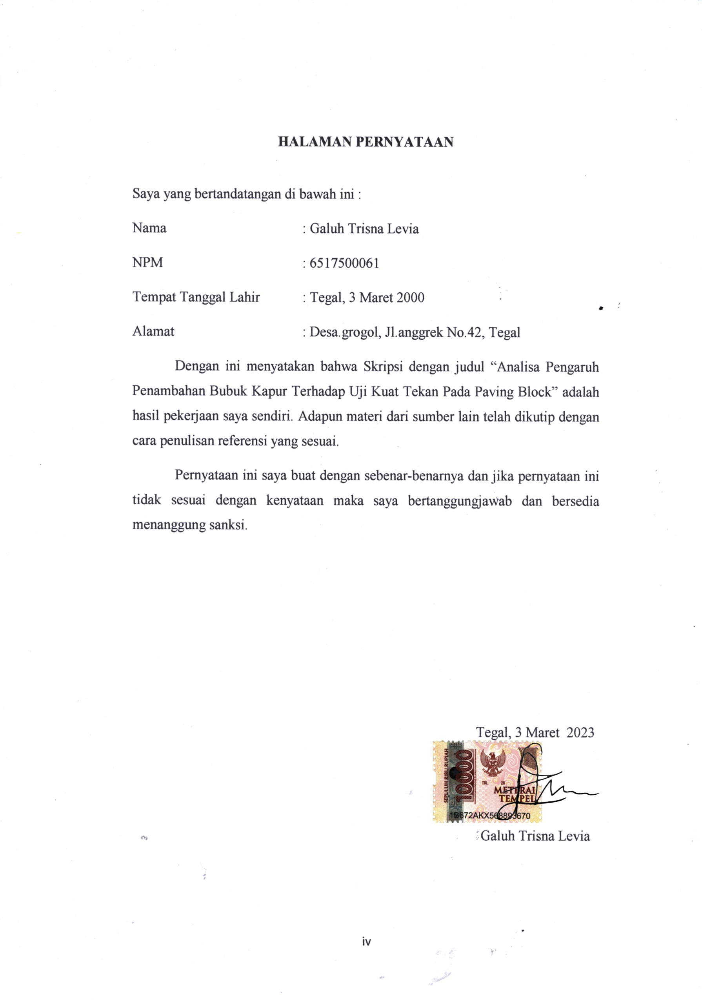 HALAMAN PERNYATAAN
Saya yang bertandatangan di bawah ini :
Nama : Galuh Trisna Levia
NPM : 6517500061
Tempat Tanggal Lahir : Tegal, 3 Maret 2000
Alamat : Desa.grogol, Jl.anggrek No.42, Tegal
Dengan ini menyatakan bahwa Skripsi dengan judul “Analisa Pengaruh
Penambahan Bubuk Kapur Terhadap Uji Kuat Tekan Pada Paving Block” adalah
hasil pekerjaan saya sendiri. Adapun materi dari sumber lain telah dikutip dengan
cara penulisan referensi yang sesuai.
Pernyataan ini saya buat dengan sebenar-benarnya dan jika pernyataan ini
tidak sesuai dengan kenyataan maka saya bertanggungjawab dan bersedia
menanggung sanksi.
Tegal, 3 Maret 2023
SEPULUH RIBU RUPIAH
10000
TGL. 20
METERAI
TEMPEL
1B672AKX568893670
Galuh Trisna Levia
iv